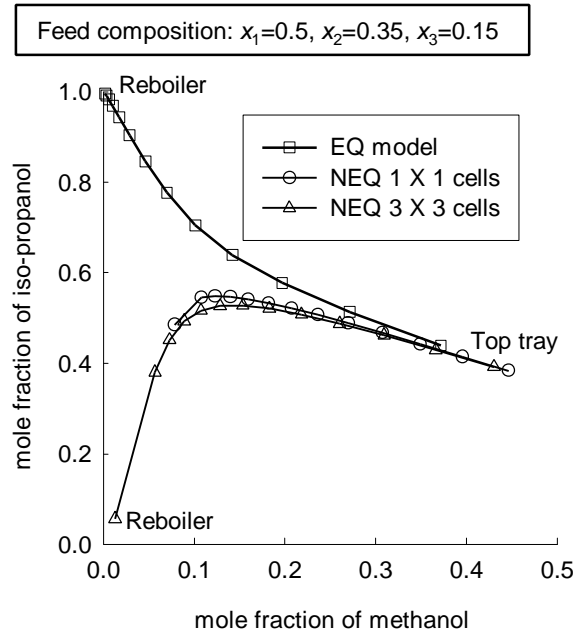 Feed composition: x₁=0.5, x₂=0.35, x₃=0.15
Reboiler
EQ model
NEQ 1 X 1 cells
NEQ 3 X 3 cells
Top tray
Reboiler
mole fraction of iso-propanol
1.0
0.8
0.6
0.4
0.2
0.0
0.0 0.1 0.2 0.3 0.4 0.5
mole fraction of methanol